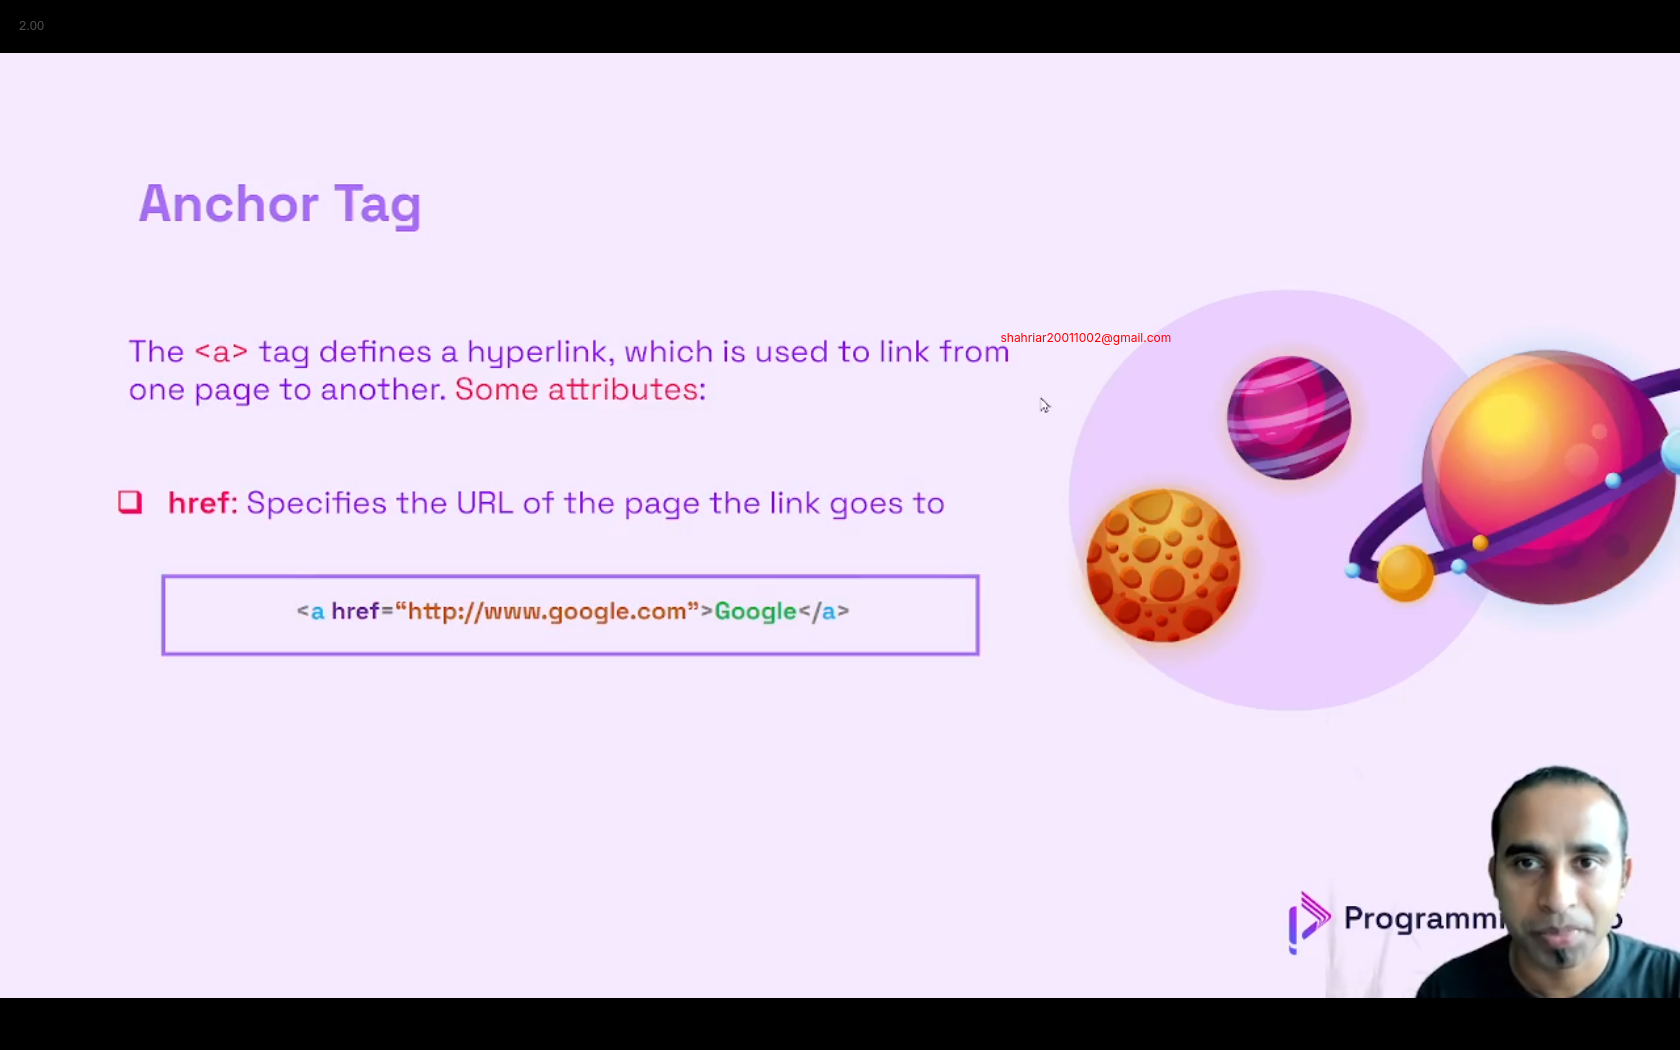 2.00
Anchor Tag
shahriar20011002@gmail.com
The <a> tag defines a hyperlink, which is used to link from
one page to another. Some attributes:
❑ href: Specifies the URL of the page the link goes to
<a href=“http://www.google.com”>Google</a>